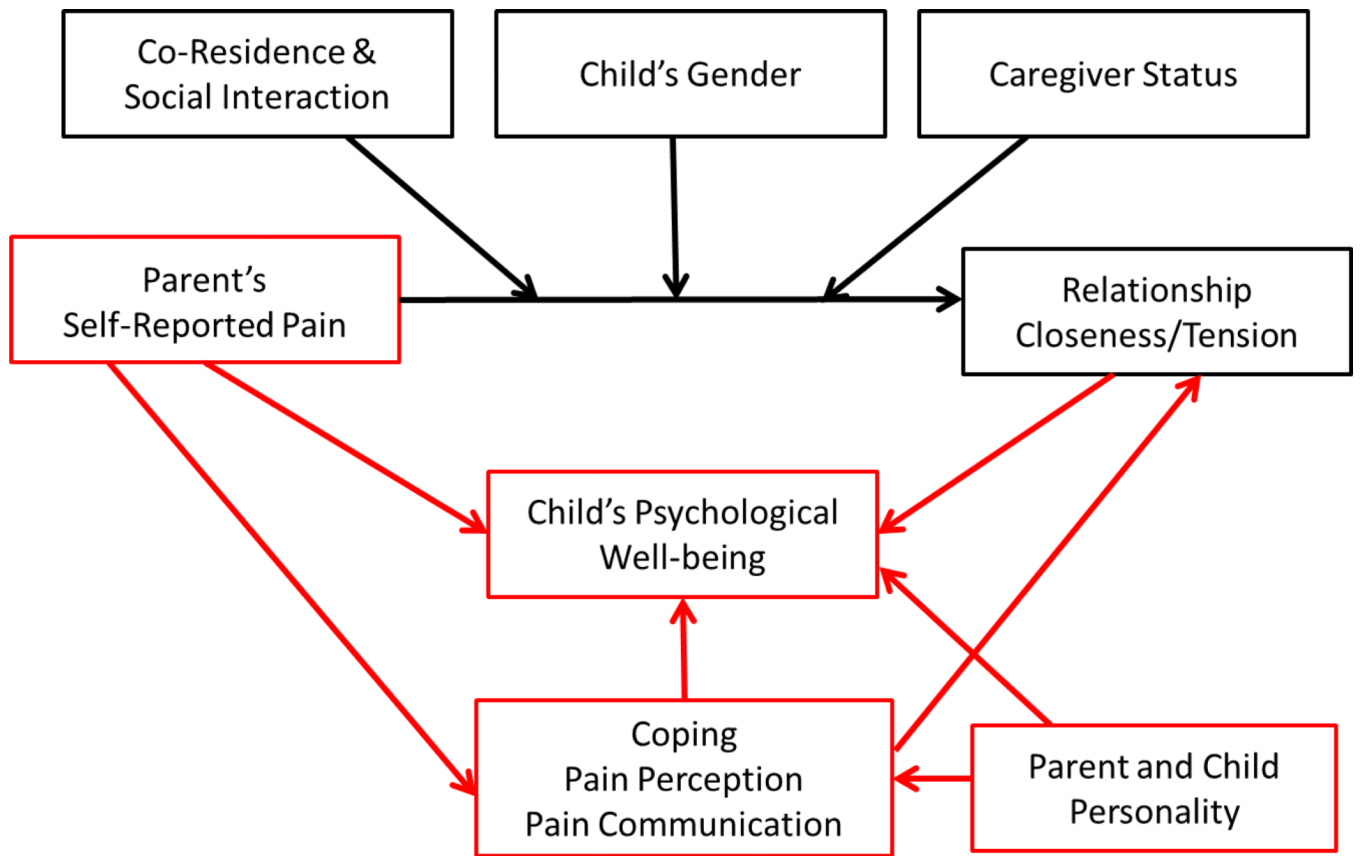 Co-Residence &
Social Interaction
Child’s Gender
Caregiver Status
Parent’s
Self-Reported Pain
Relationship
Closeness/Tension
Child’s Psychological
Well-being
Coping
Pain Perception
Pain Communication
Parent and Child
Personality